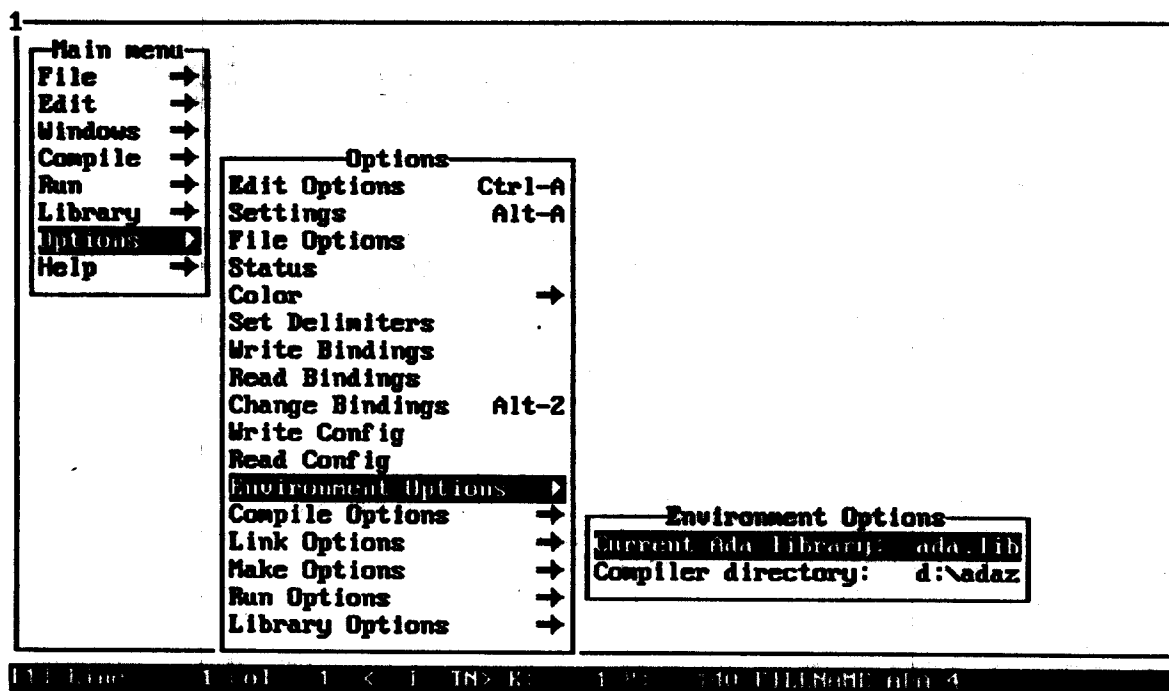 1
Main menu
File
Edit
Windows
Compile
Run
Library
Options
Help
Options
Edit Options Ctrl-A
Settings Alt-A
File Options
Status
Color
Set Delimiters
Write Bindings
Read Bindings
Change Bindings Alt-Z
Write Config
Read Config
Environment Options
Compile Options
Link Options
Make Options
Run Options
Library Options
Environment Options
Current Ada library: ada.lib
Compiler directory: d:\adaz
Line 1 Col 1 FILENAME